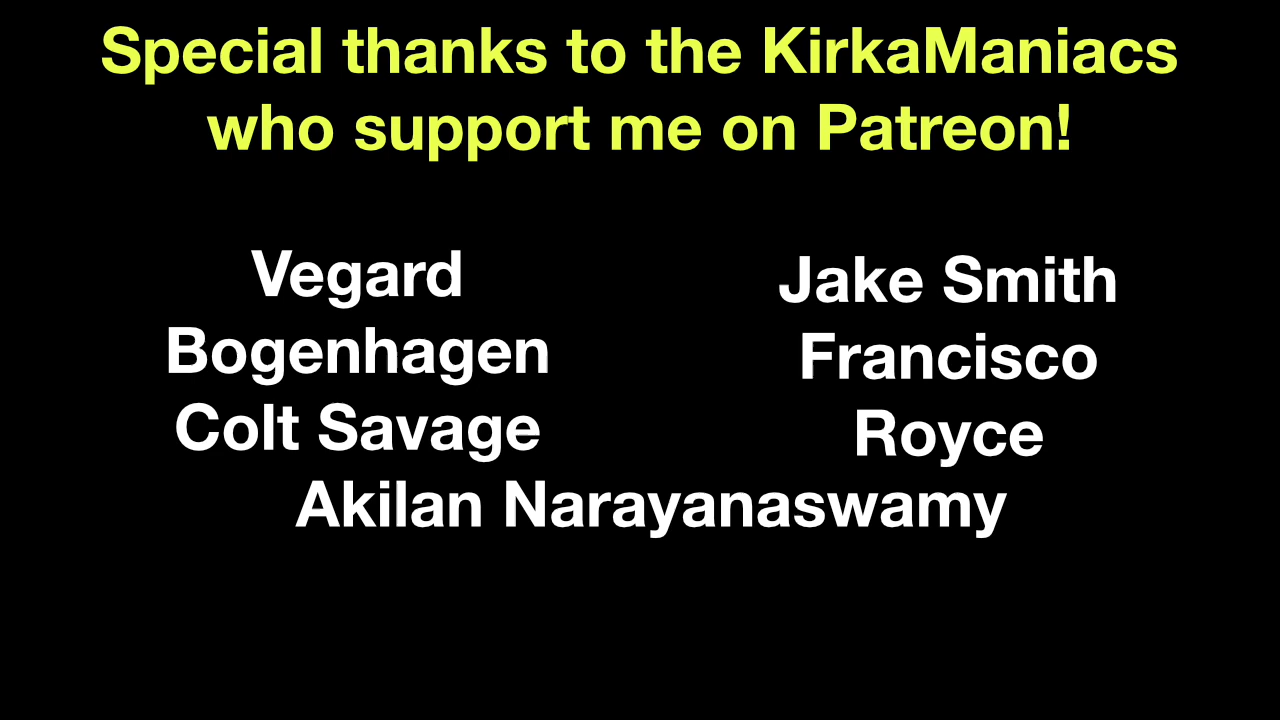 Special thanks to the KirkaManiacs
who support me on Patreon!
Vegard
Bogenhagen
Colt Savage
Jake Smith
Francisco
Royce
Akilan Narayanaswamy